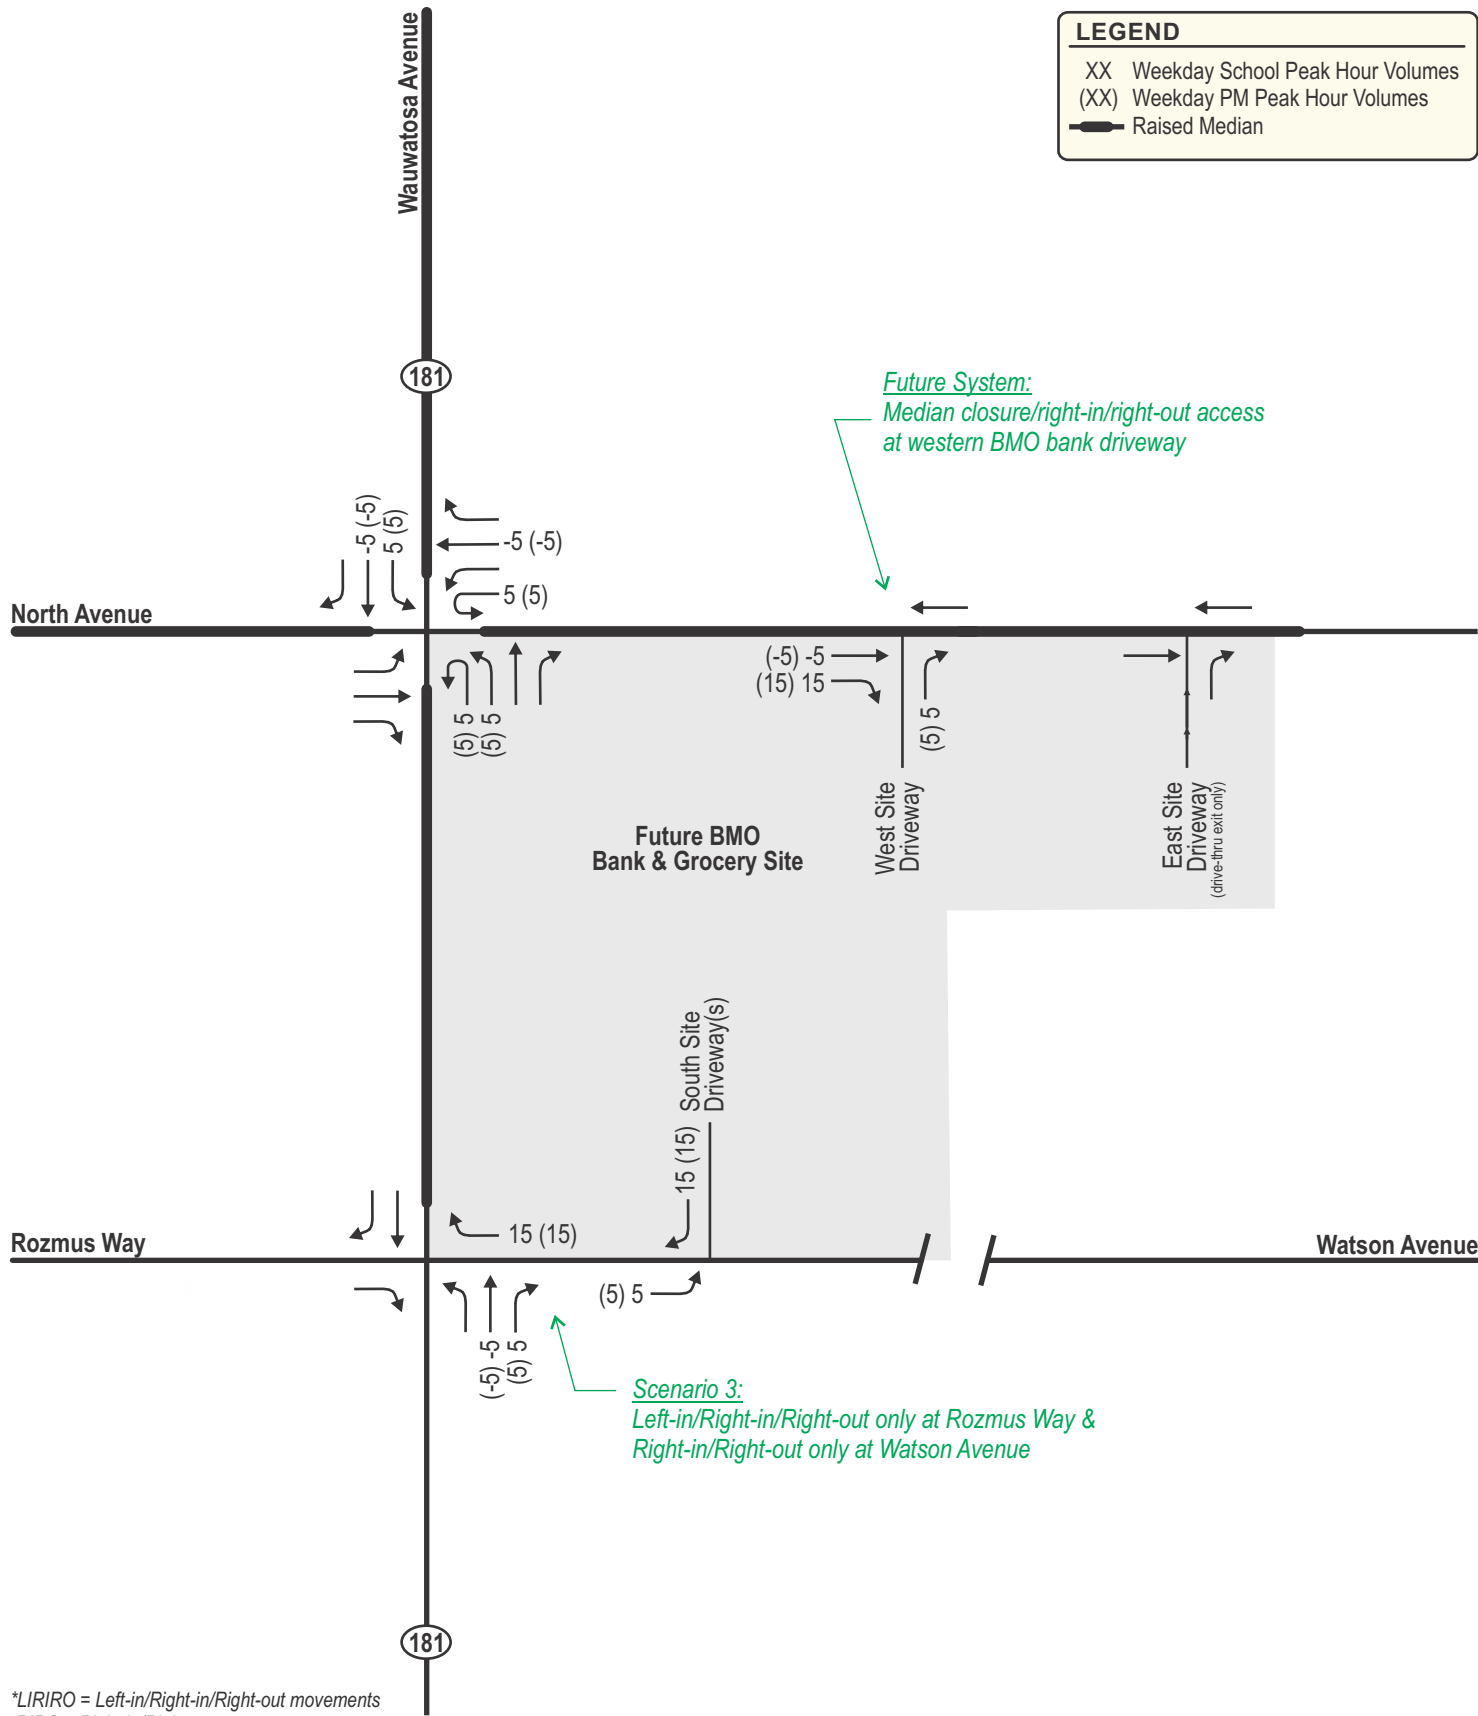 LEGEND
XX Weekday School Peak Hour Volumes
(XX) Weekday PM Peak Hour Volumes
Raised Median
Wauwatosa Avenue
181
Future System:
Median closure/right-in/right-out access
at western BMO bank driveway
-5 (-5)
5 (5)
-5 (-5)
5 (5)
North Avenue
(-5) -5
(15) 15
(5) 5
(5) 5
(5) 5
West Site
Driveway
East Site
Driveway
(drive-thru exit only)
Future BMO
Bank & Grocery Site
South Site
Driveway(s)
15 (15)
15 (15)
Rozmus Way
Watson Avenue
(5) 5
(-5) -5
(5) 5
Scenario 3:
Left-in/Right-in/Right-out only at Rozmus Way &
Right-in/Right-out only at Watson Avenue
181
*LIRIRO = Left-in/Right-in/Right-out movements